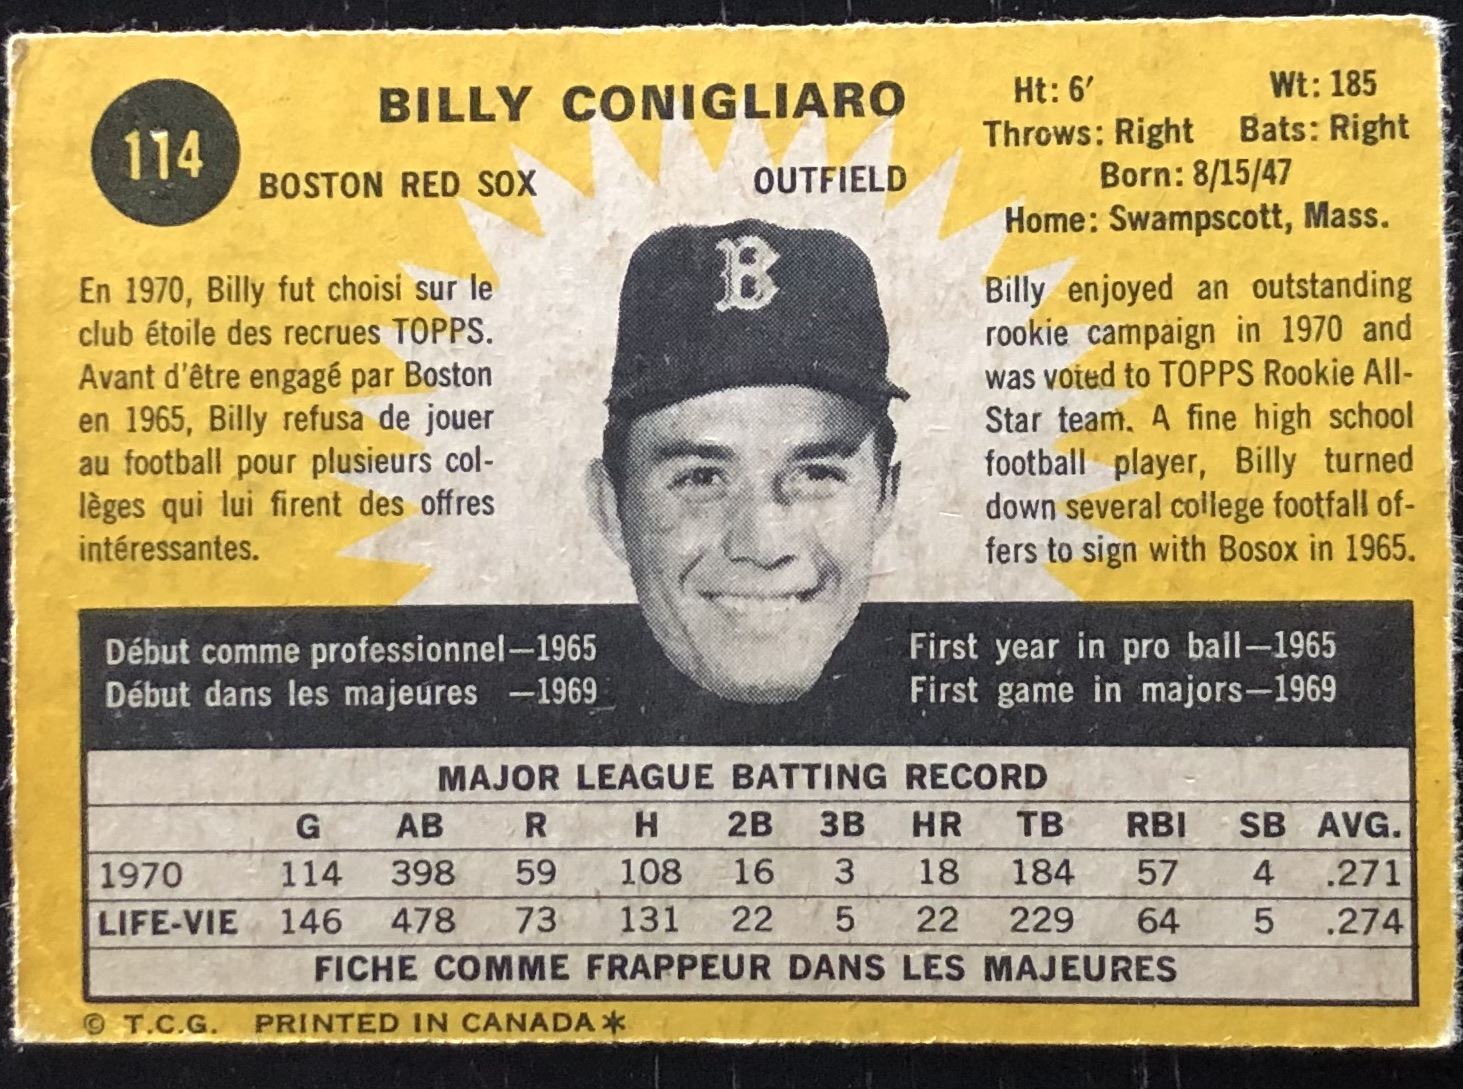 114
BILLY CONIGLIARO
BOSTON RED SOX OUTFIELD
Ht: 6' Wt: 185
Throws: Right Bats: Right
Born: 8/15/47
Home: Swampscott, Mass.
En 1970, Billy fut choisi sur le
club étoile des recrues TOPPS.
Avant d'être engagé par Boston
en 1965, Billy refusa de jouer
au football pour plusieurs col-
lèges qui lui firent des offres
intéressantes.
B
Billy enjoyed an outstanding
rookie campaign in 1970 and
was voted to TOPPS Rookie All-
Star team. A fine high school
football player, Billy turned
down several college footfall of-
fers to sign with Bosox in 1965.
Début comme professionnel—1965
Début dans les majeures —1969
First year in pro ball—1965
First game in majors—1969
MAJOR LEAGUE BATTING RECORD
G AB R H 2B 3B HR TB RBI SB AVG.
1970 114 398 59 108 16 3 18 184 57 4 .271
LIFE-VIE 146 478 73 131 22 5 22 229 64 5 .274
FICHE COMME FRAPPEUR DANS LES MAJEURES
© T.C.G. PRINTED IN CANADA*